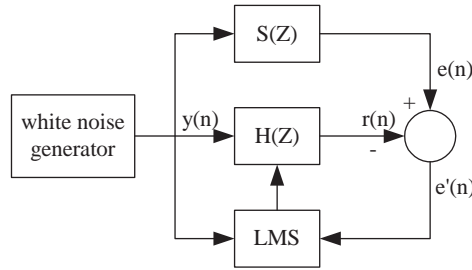 S(Z)
e(n)
+
white noise
generator
y(n)
H(Z)
r(n)
-
e'(n)
LMS